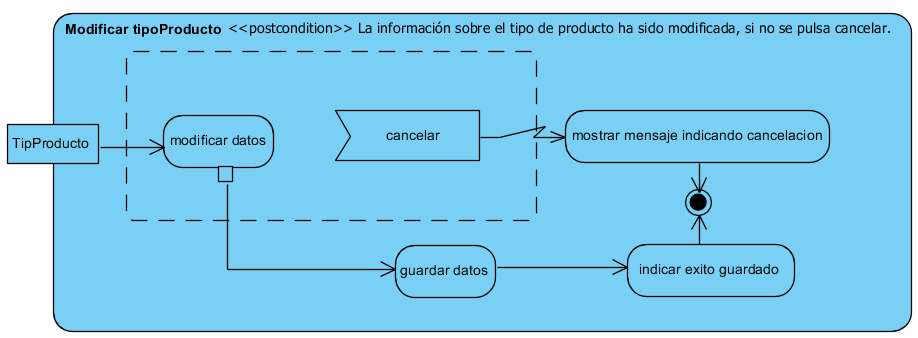 Modificar tipoProducto <<postcondition>> La información sobre el tipo de producto ha sido modificada, si no se pulsa cancelar.
TipProducto
modificar datos
cancelar
mostrar mensaje indicando cancelacion
guardar datos
indicar exito guardado